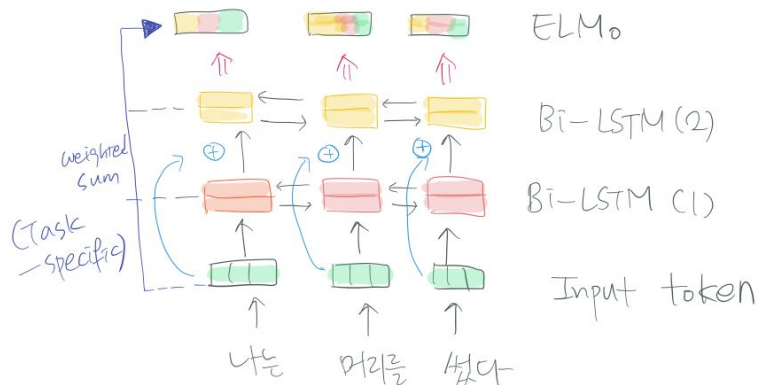 ELMo
Bi-LSTM (2)
weighted
sum
Bi-LSTM (1)
(Task
-specific)
Input token
나는 머리를 썼다